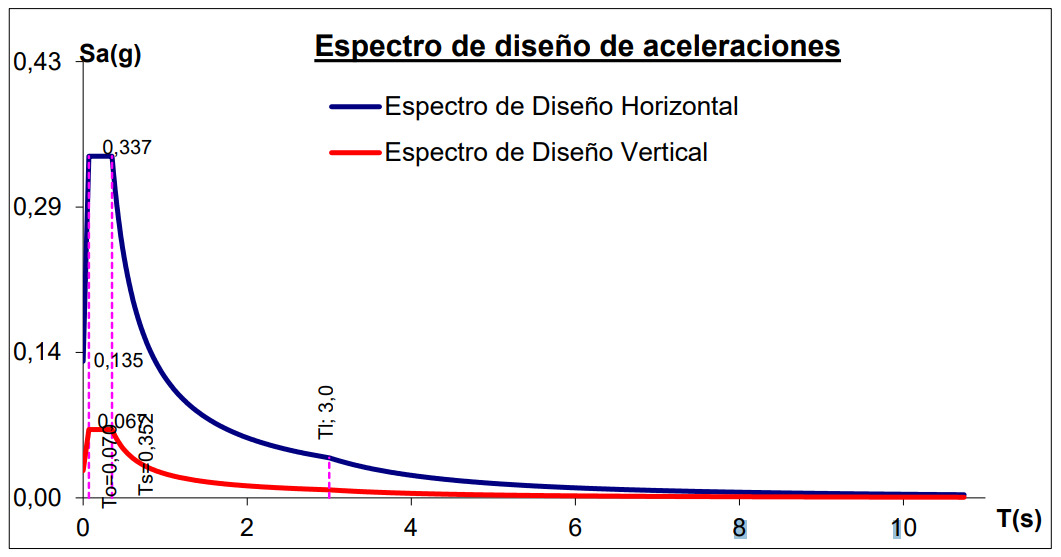 Espectro de diseño de aceleraciones
Sa(g)
0,43
Espectro de Diseño Horizontal
Espectro de Diseño Vertical
0,337
0,29
0,14
0,135
0,067
To=0,070
Ts=0,352
Tl; 3,0
0,00
0 2 4 6 8 10
T(s)